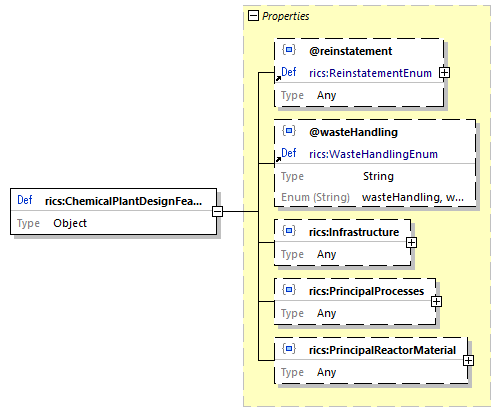 Properties
@reinstatement
Def rics:ReinstatementEnum
Type Any
@wasteHandling
Def rics:WasteHandlingEnum
Type String
Enum (String) wasteHandling, w...
Def rics:ChemicalPlantDesignFea...
Type Object
rics:Infrastructure
Type Any
rics:PrincipalProcesses
Type Any
rics:PrincipalReactorMaterial
Type Any